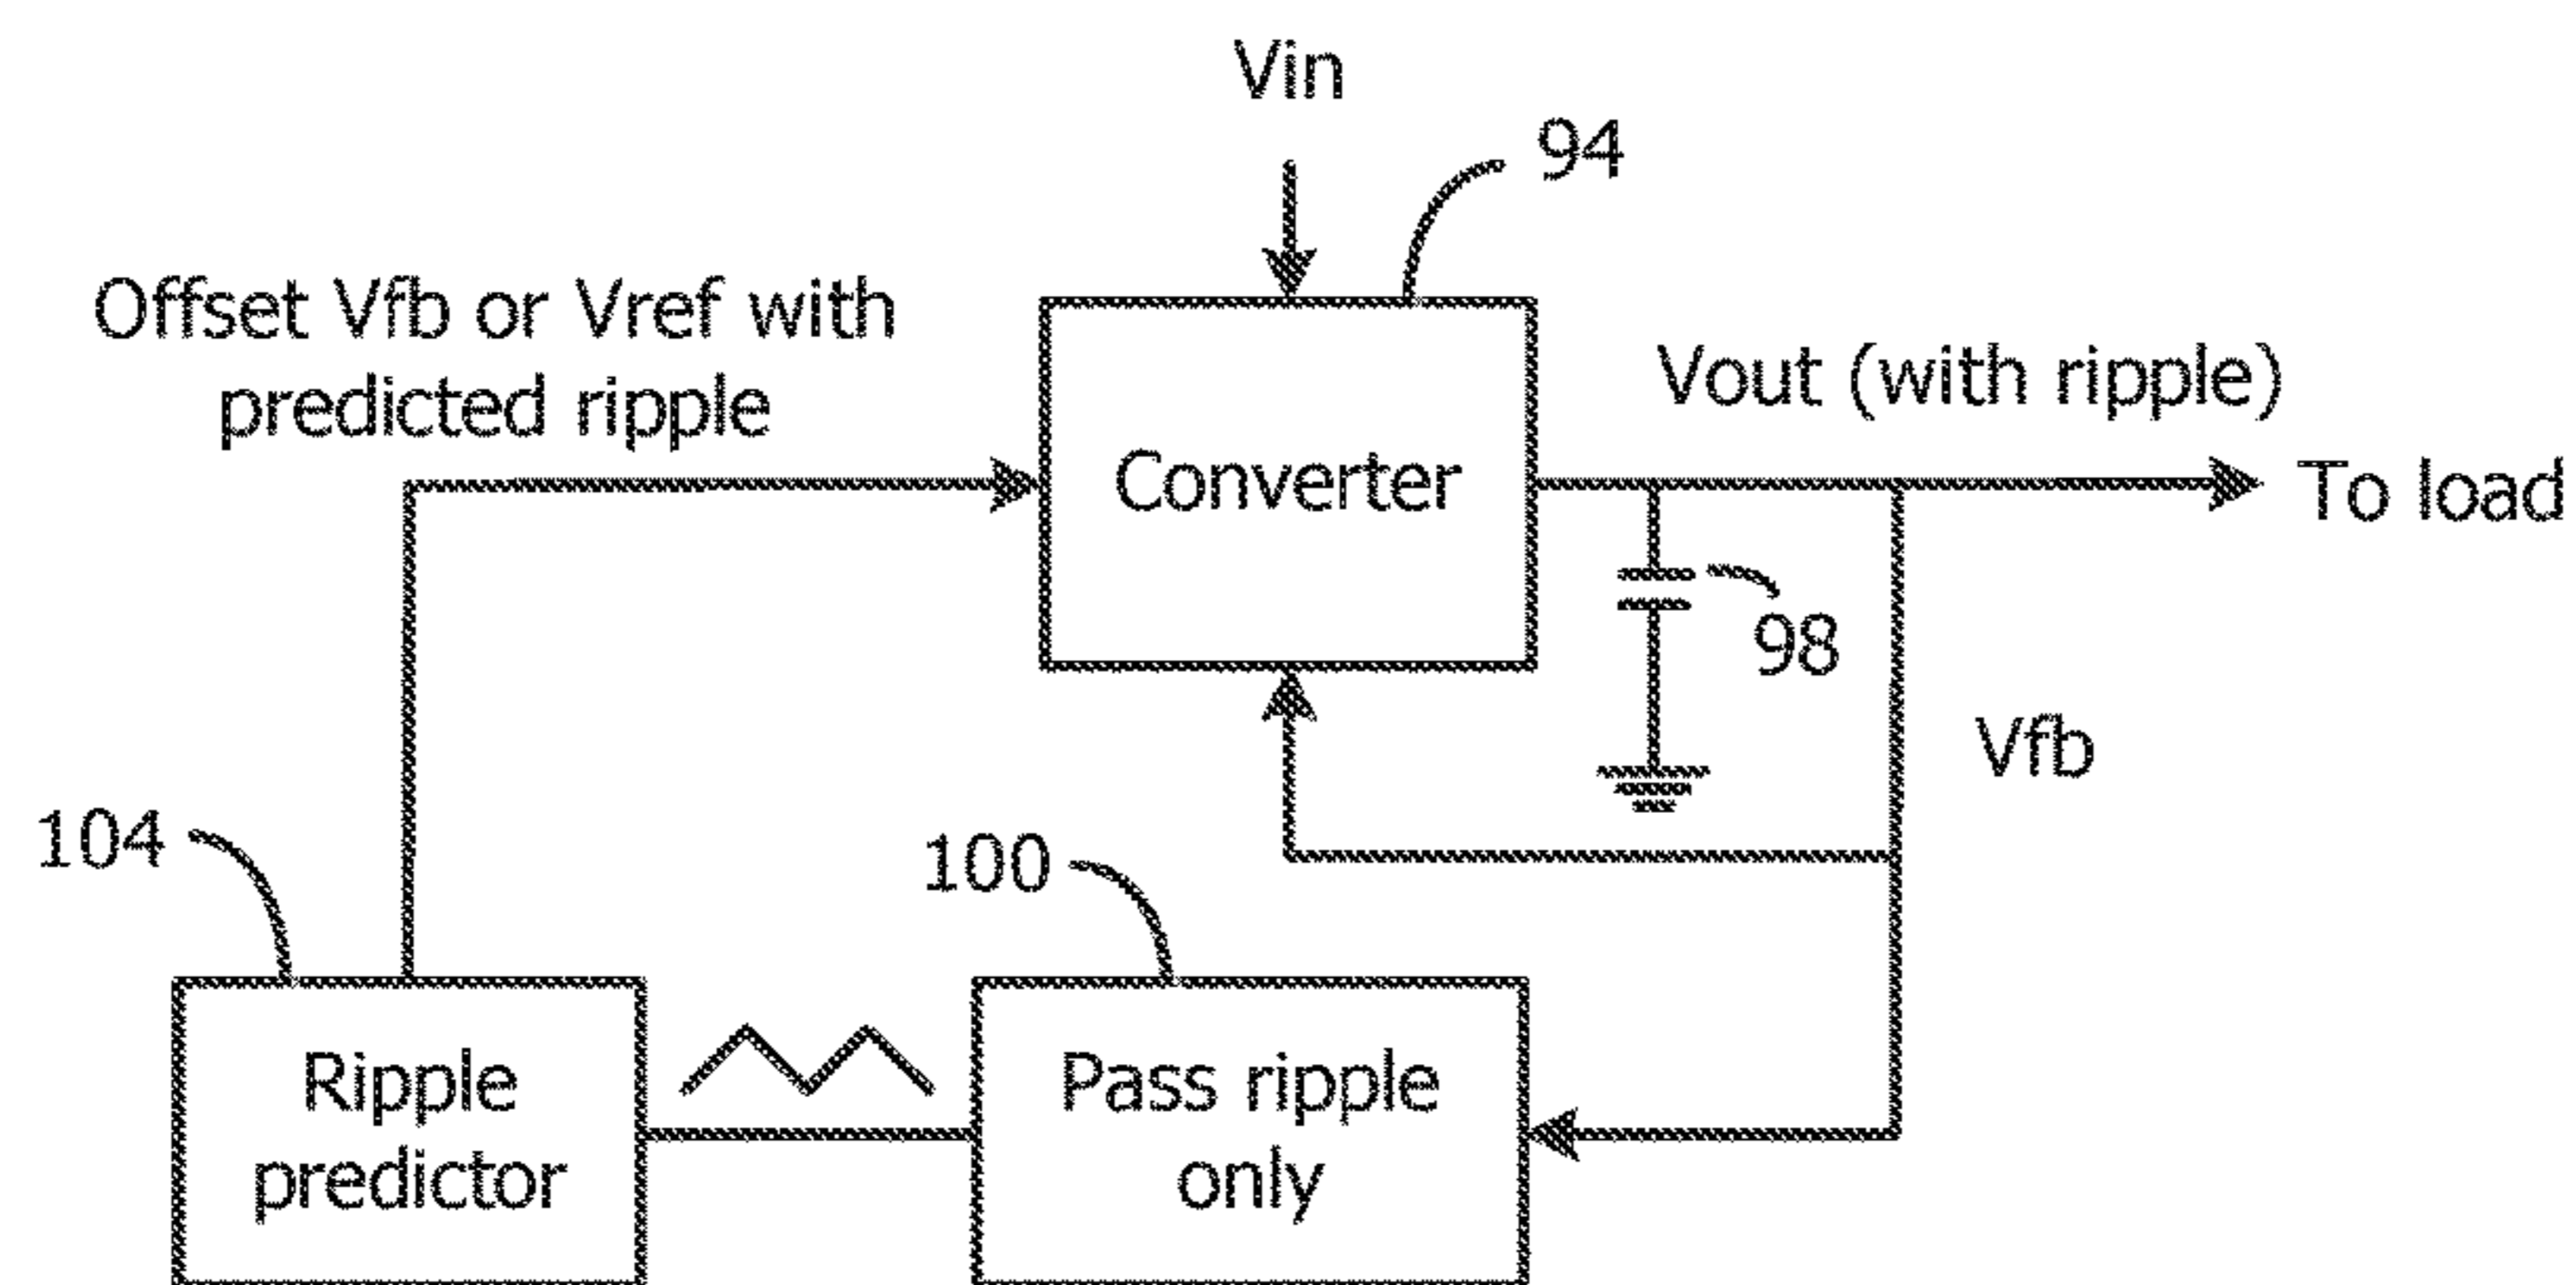 Vin
94
Offset Vfb or Vref with
predicted ripple
Converter
Vout (with ripple)
To load
98
Vfb
104
100
Ripple
predictor
Pass ripple
only